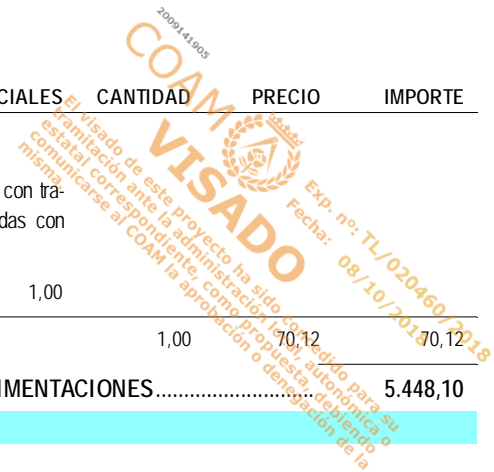 2009141905
COAM
VISADO
El visado de este proyecto ha sido concedido para su
tramitación ante la administración local, autonómica o
estatal correspondiente, como propuesta, debiendo
comunicarse al COAM la aprobación o denegación de la
misma.
Exp. nº: TL/020460/2018
Fecha: 08/10/2018
CIALES CANTIDAD PRECIO IMPORTE
con tra-
das con
1,00
1,00 70,12 70,12
IMENTACIONES............................ 5.448,10